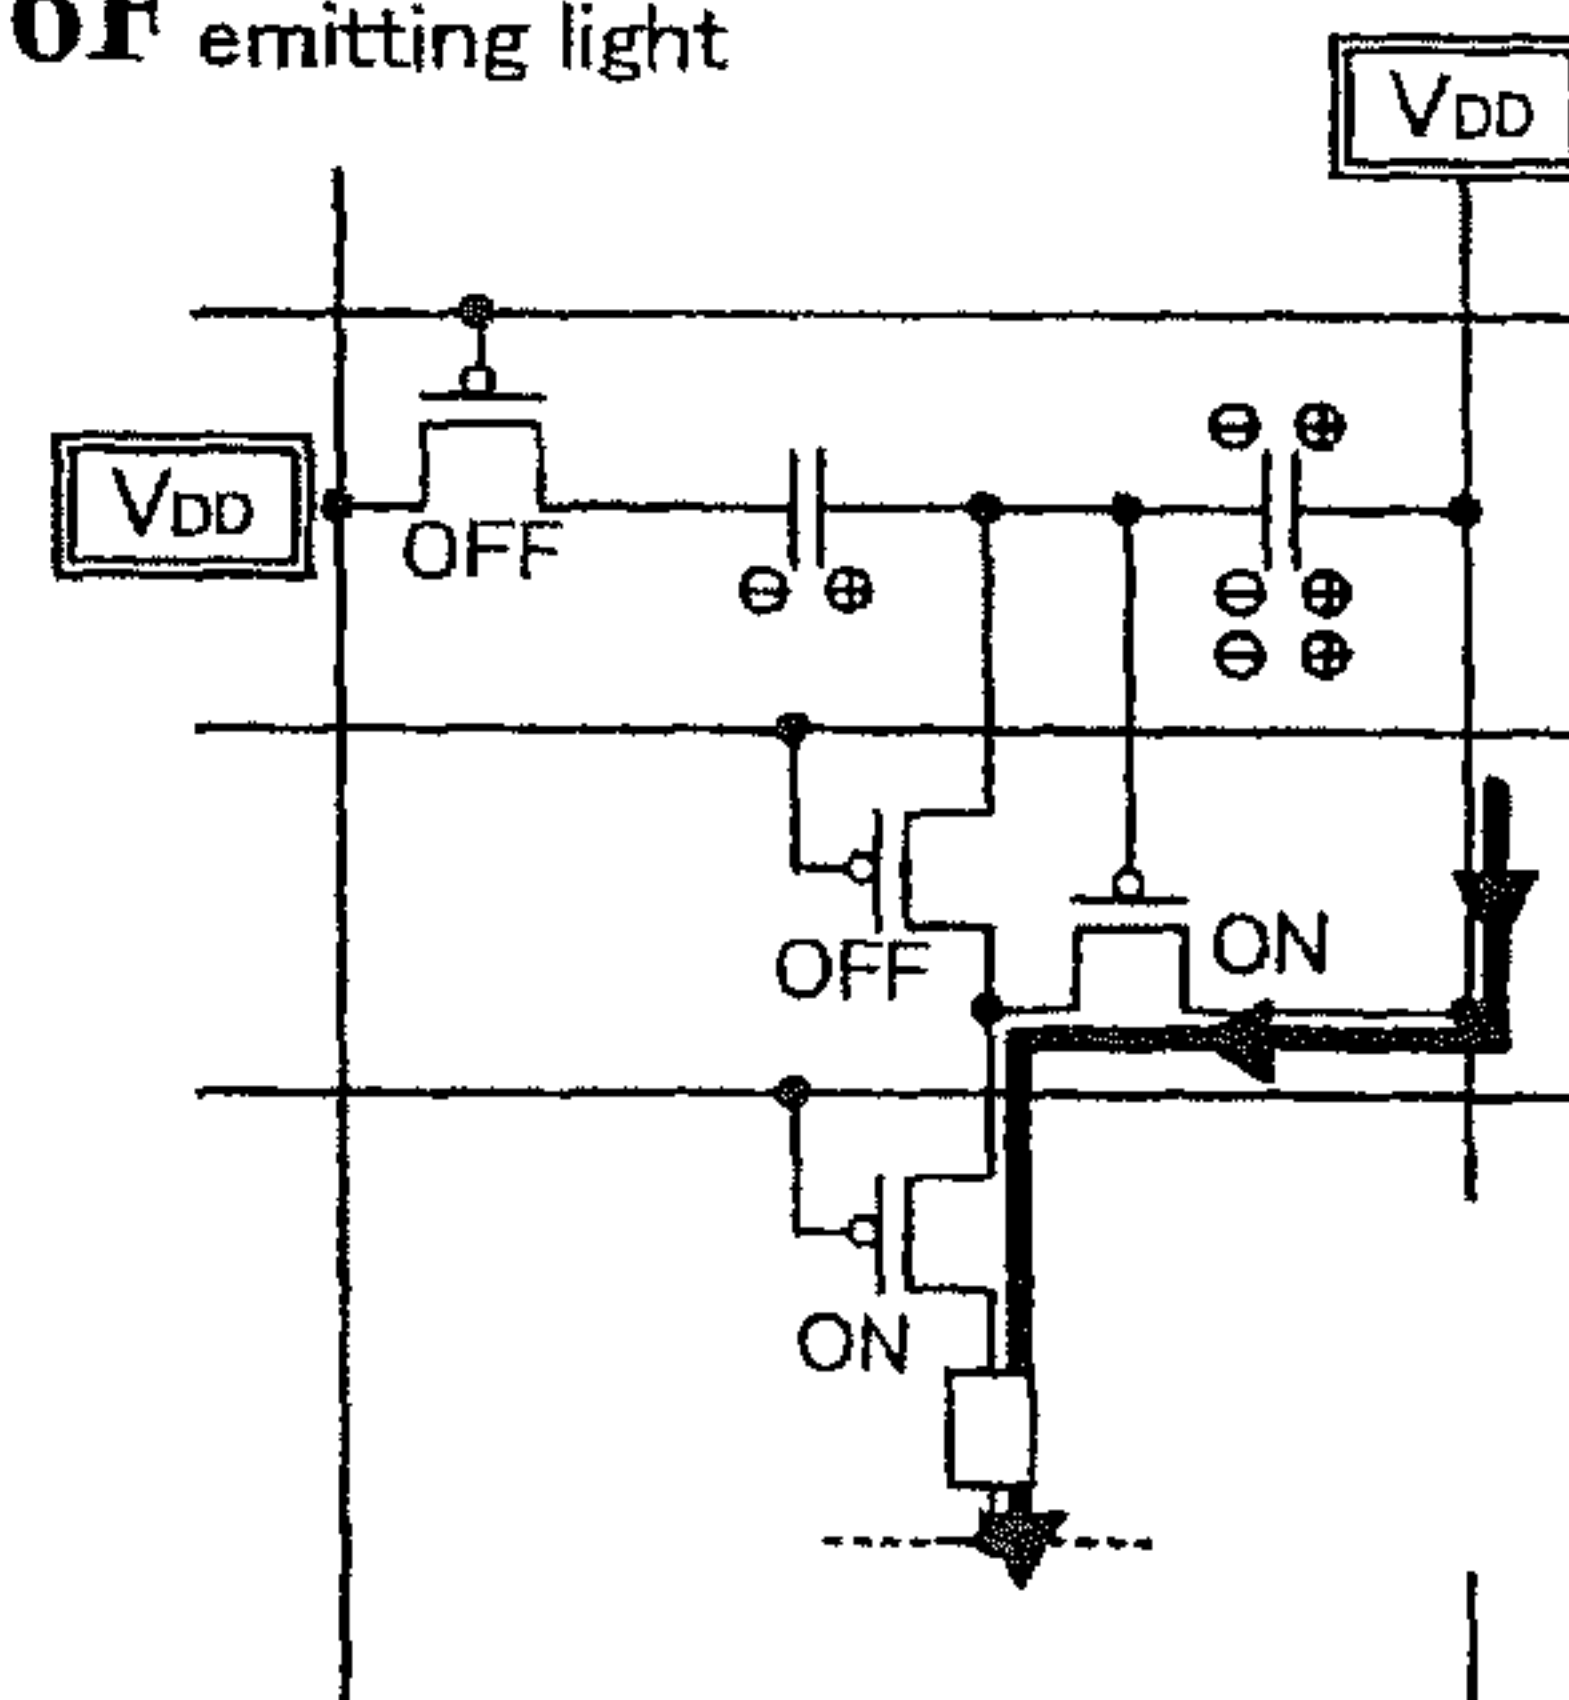 OF emitting light
VDD
VDD
OFF
⊖ ⊕
⊖ ⊕
⊖ ⊕
⊖ ⊕
OFF
ON
ON